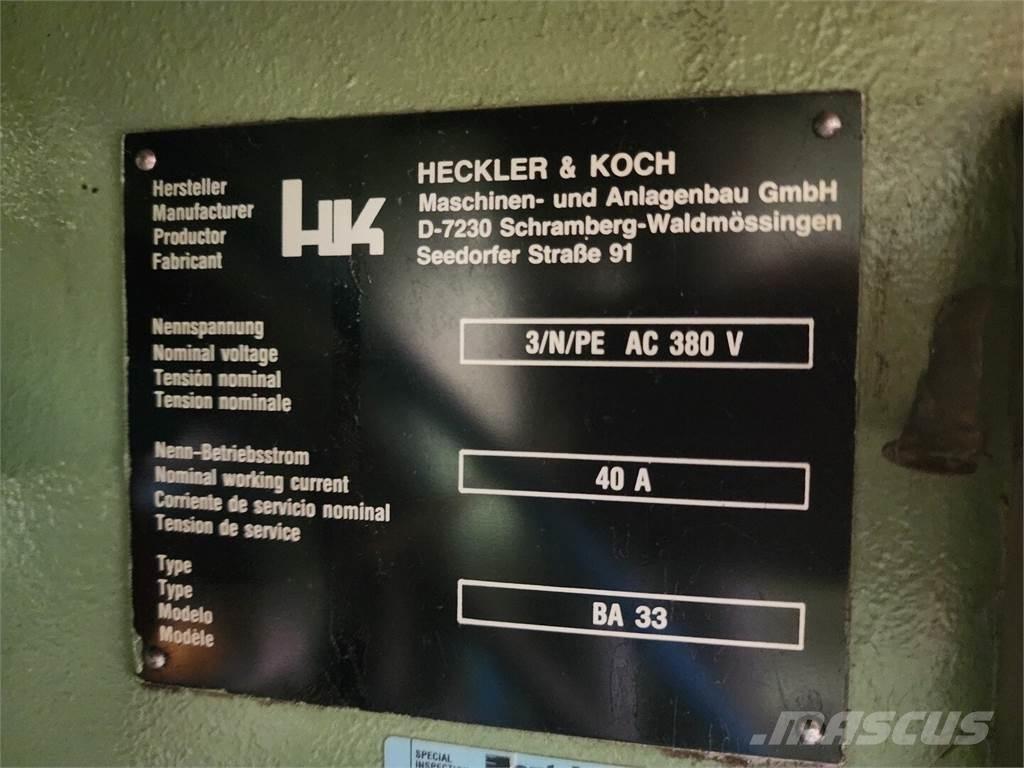 Hersteller
Manufacturer
Productor
Fabricant
HK
HECKLER & KOCH
Maschinen- und Anlagenbau GmbH
D-7230 Schramberg-Waldmössingen
Seedorfer Straße 91
Nennspannung
Nominal voltage
Tensión nominal
Tension nominale
3/N/PE AC 380 V
Nenn-Betriebsstrom
Nominal working current
Corriente de servicio nominal
Tension de service
40 A
Type
Type
Modelo
Modèle
BA 33
SPECIAL
MASCUS